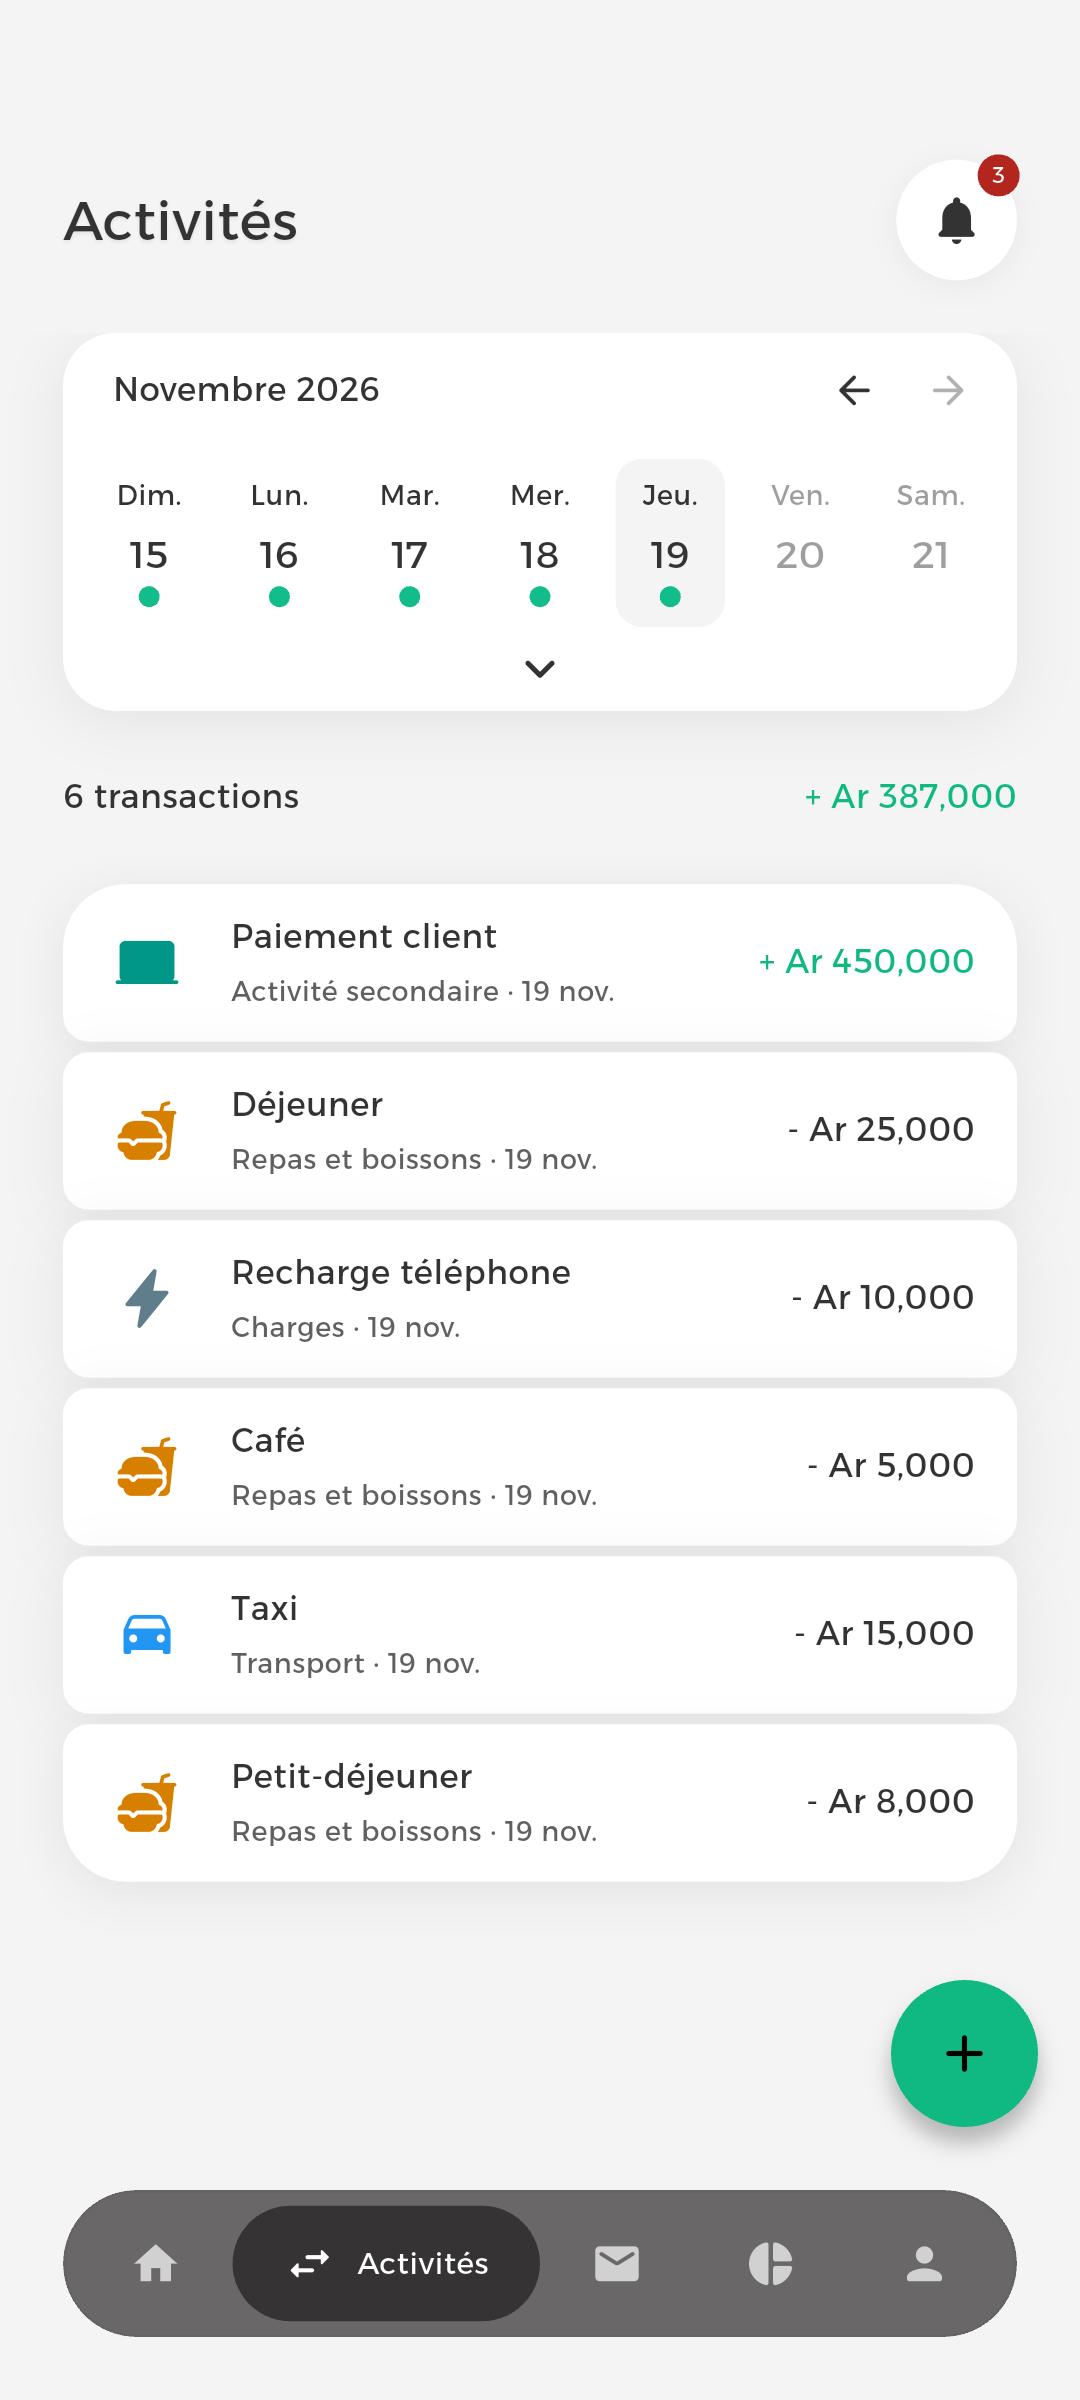 Activités
3
Novembre 2026
Dim. Lun. Mar. Mer. Jeu. Ven. Sam.
15 16 17 18 19 20 21
6 transactions + Ar 387,000
Paiement client
Activité secondaire · 19 nov.
+ Ar 450,000
Déjeuner
Repas et boissons · 19 nov.
- Ar 25,000
Recharge téléphone
Charges · 19 nov.
- Ar 10,000
Café
Repas et boissons · 19 nov.
- Ar 5,000
Taxi
Transport · 19 nov.
- Ar 15,000
Petit-déjeuner
Repas et boissons · 19 nov.
- Ar 8,000
Activités